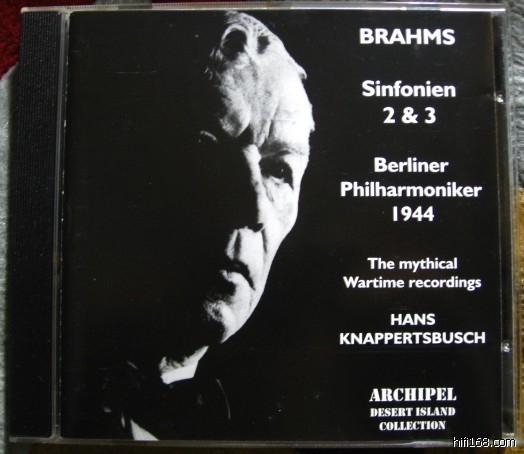 BRAHMS
Sinfonien
2 & 3
Berliner
Philharmoniker
1944
The mythical
Wartime recordings
HANS
KNAPPERTSBUSCH
ARCHIPEL
DESERT ISLAND
COLLECTION
hifi168.com